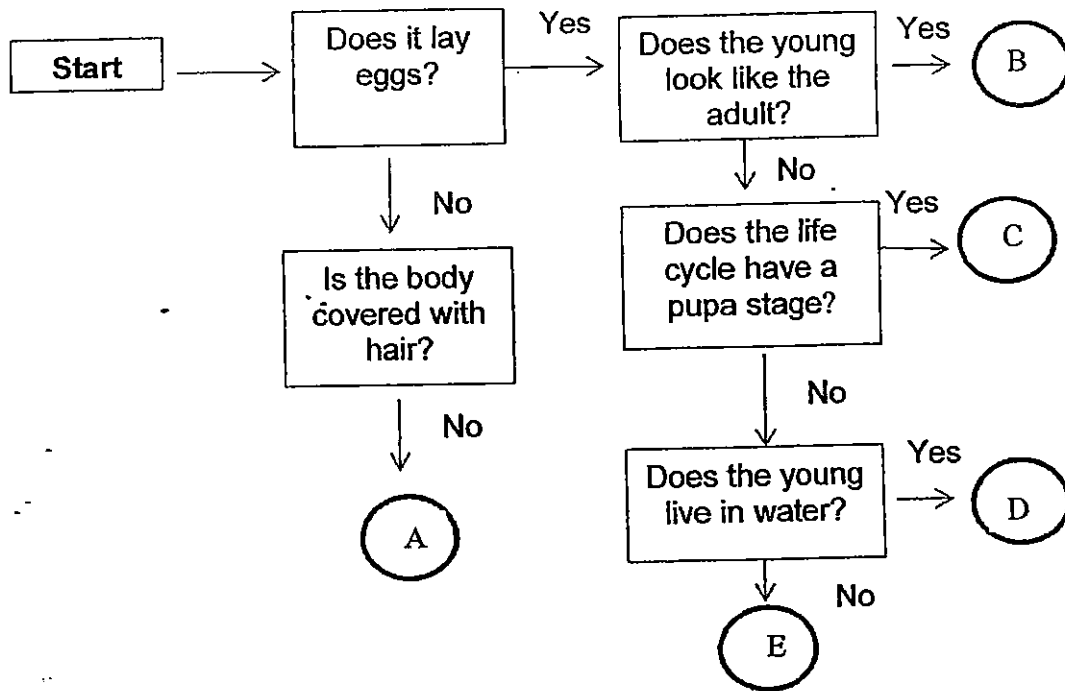 Start
Does it lay
eggs?
Yes
Does the young
look like the
adult?
Yes
B
No
No
Is the body
covered with
hair?
Does the life
cycle have a
pupa stage?
Yes
C
No
No
A
Does the young
live in water?
Yes
D
No
E